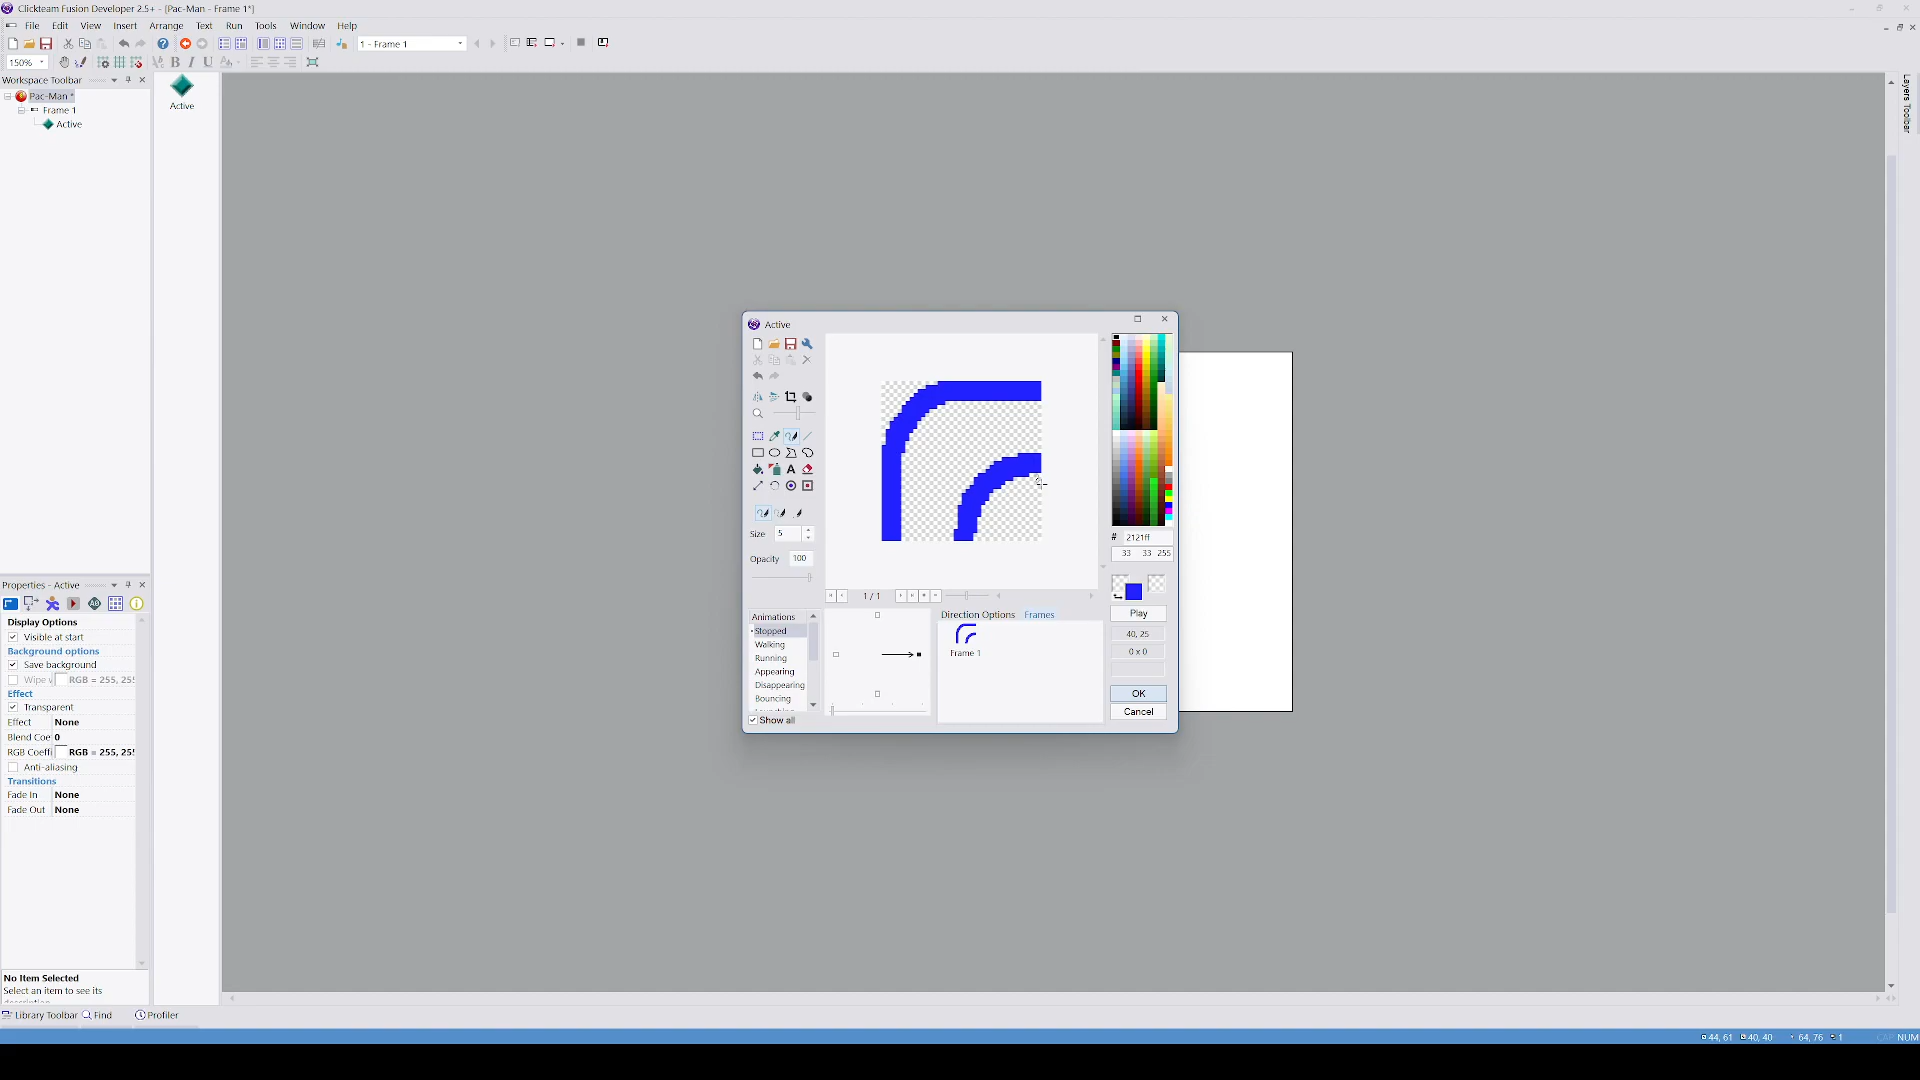 Clickteam Fusion Developer 2.5+ - [Pac-Man - Frame 1*]
File Edit View Insert Arrange Text Run Tools Window Help
1 - Frame 1
150%
Workspace Toolbar
Pac-Man *
Frame 1
Active
Active
Layers Toolbar
Active
Size 5
Opacity 100
# 2121ff
33 33 255
1 / 1
Play
Animations
Stopped
Walking
Running
Appearing
Disappearing
Bouncing
Show all
Direction Options Frames
Frame 1
40, 25
0 x 0
OK
Cancel
Properties - Active
Display Options
Visible at start
Background options
Save background
Wipe RGB = 255, 255
Effect
Transparent
Effect None
Blend Coe 0
RGB Coeffi RGB = 255, 255
Anti-aliasing
Transitions
Fade In None
Fade Out None
No Item Selected
Select an item to see its
Library Toolbar Find Profiler
44, 61 40, 40 64, 76 1 CAP NUM